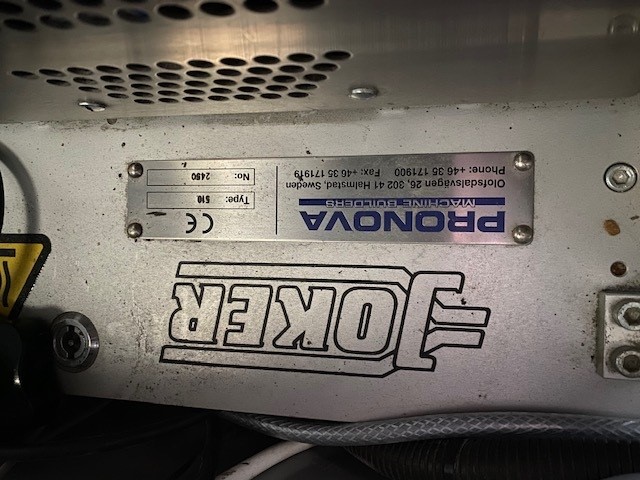 JOKER
PRONOVA
MACHINE BUILDERS
Olofsdalsvägen 26, 302 41 Halmstad, Sweden
Phone: +46 35 171900 Fax: +46 35 171919
CE
Type: 510
No: 2450